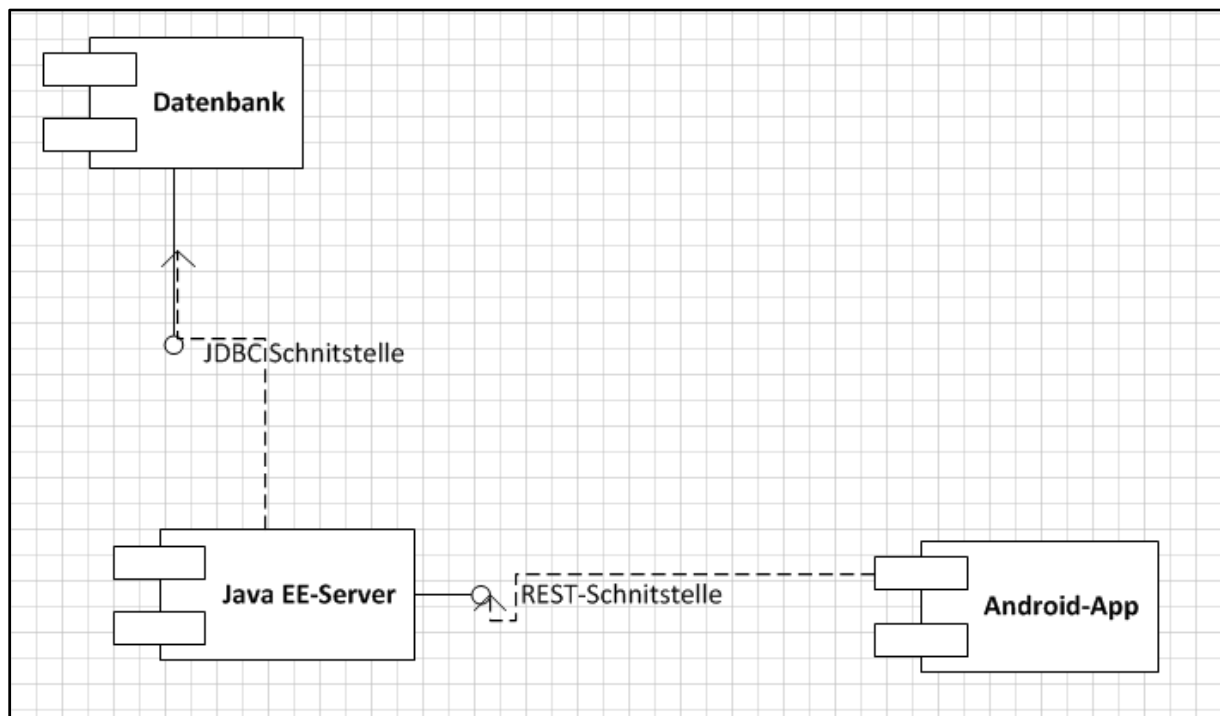 Datenbank
JDBC Schnitstelle
Java EE-Server
REST-Schnitstelle
Android-App